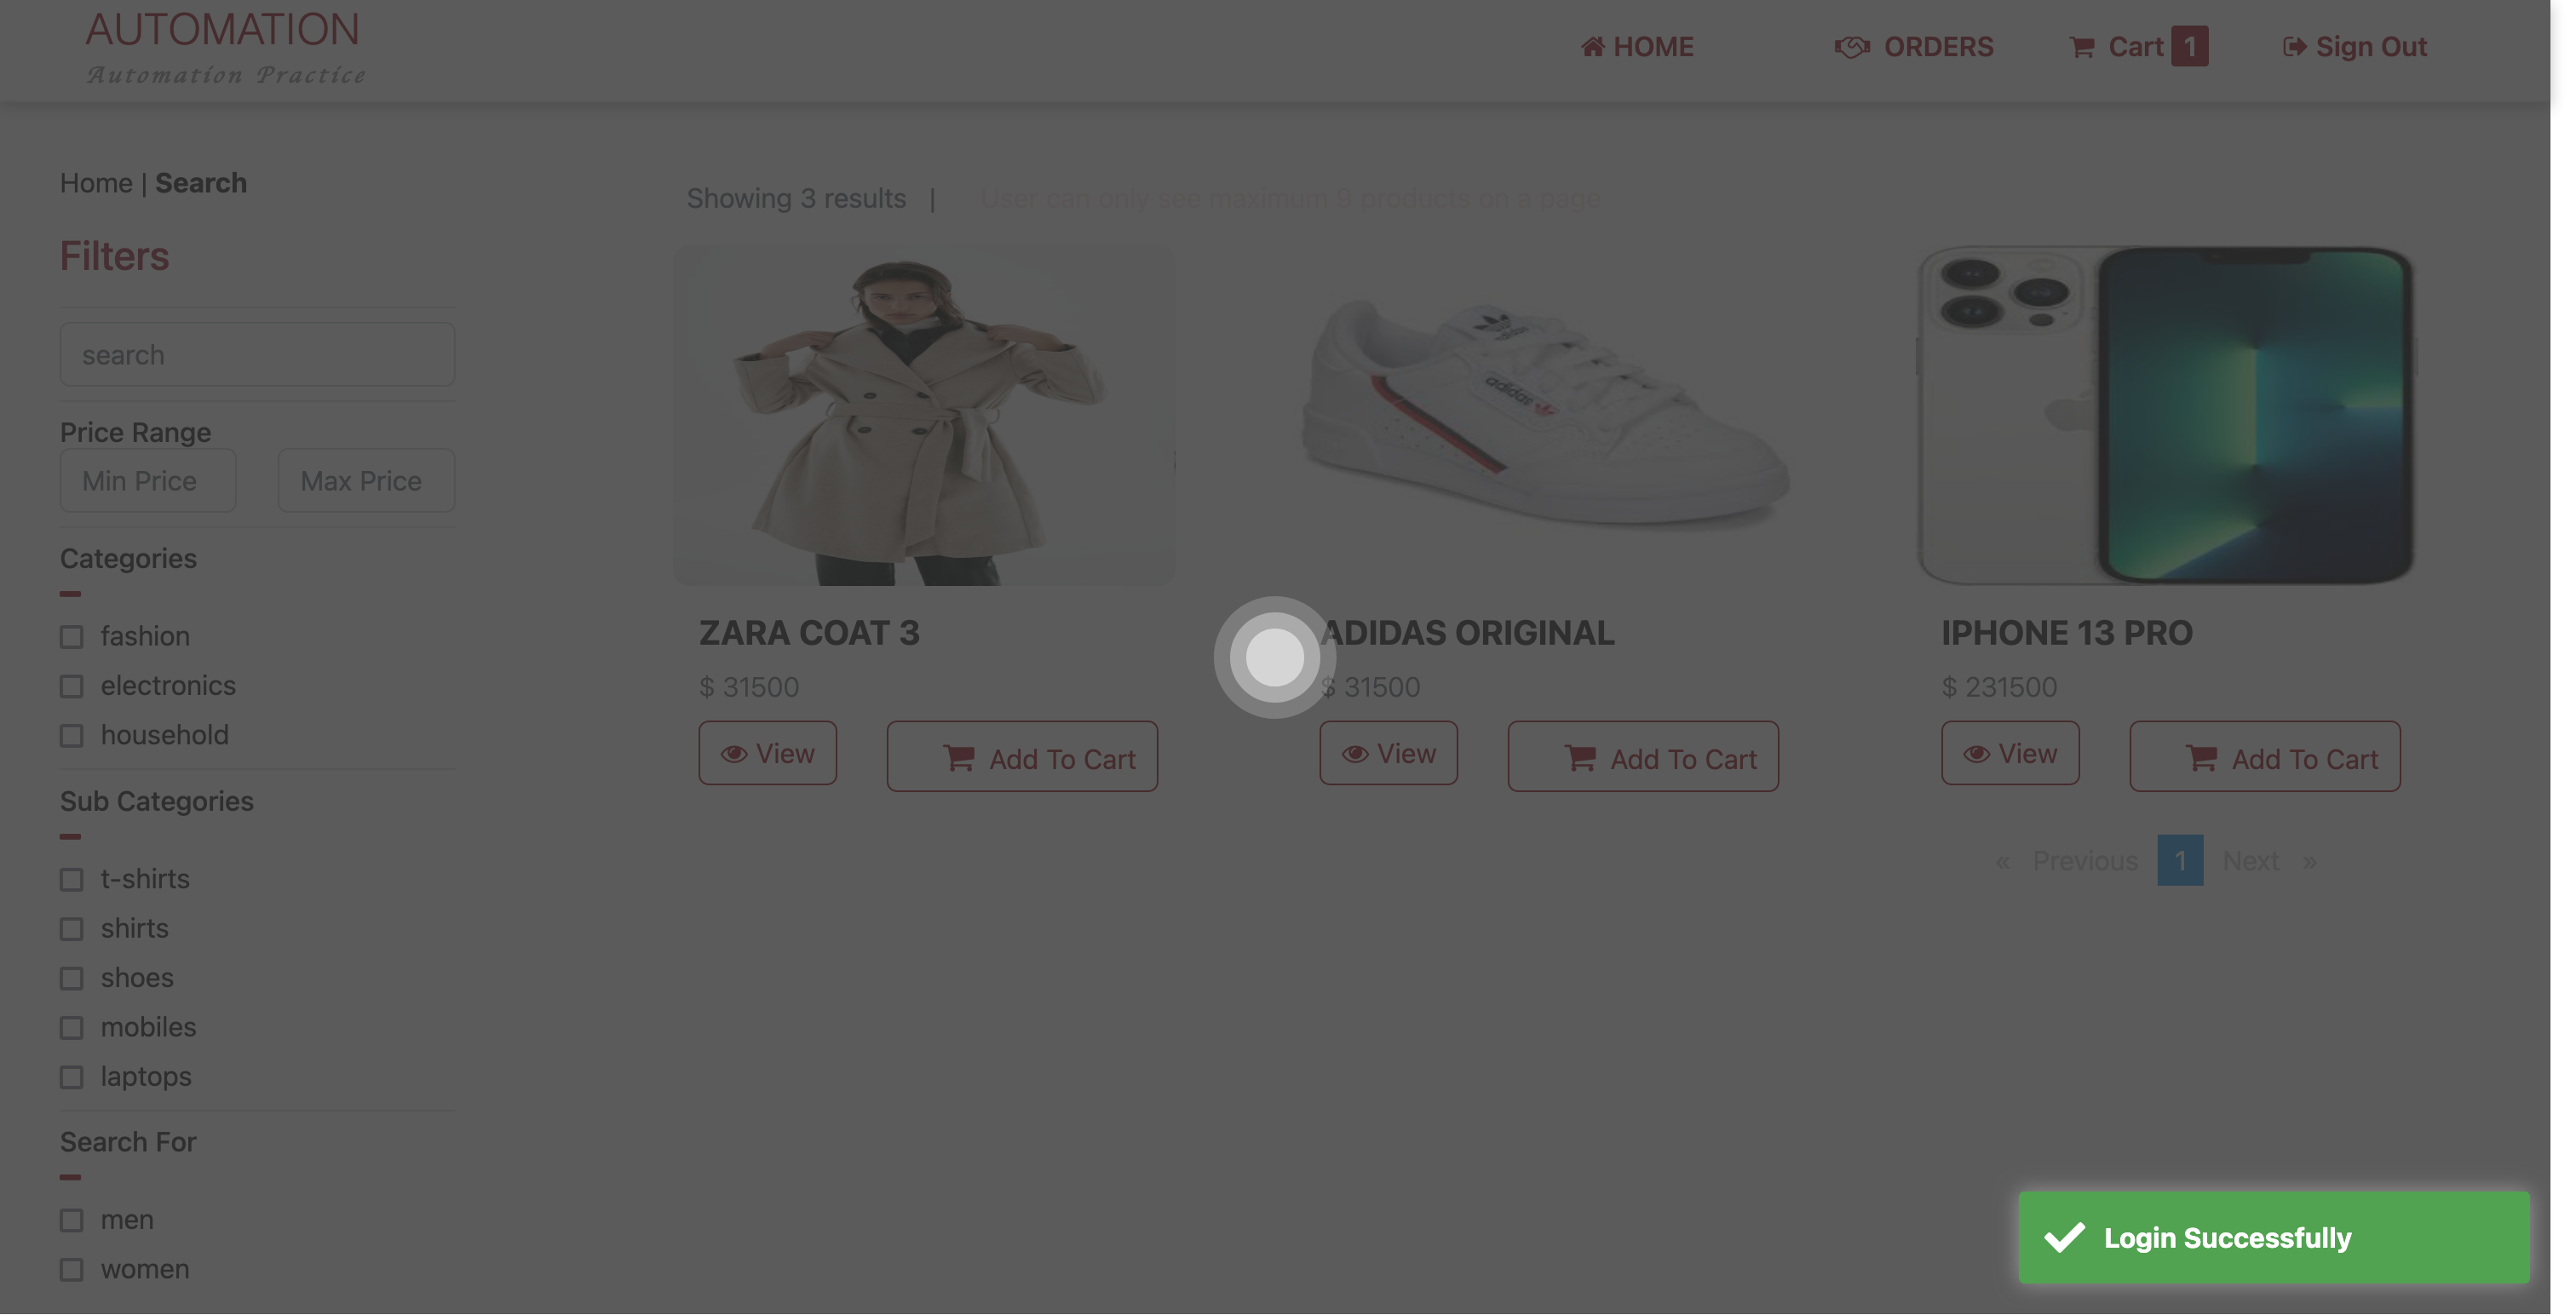 AUTOMATION
Automation Practice
HOME
ORDERS
Cart 1
Sign Out
Home | Search
Showing 3 results |
User can only see maximum 9 products on a page
Filters
search
Price Range
Min Price
Max Price
Categories
fashion
electronics
household
Sub Categories
t-shirts
shirts
shoes
mobiles
laptops
Search For
men
women
adidas
ZARA COAT 3
$ 31500
View
Add To Cart
ADIDAS ORIGINAL
$ 31500
View
Add To Cart
IPHONE 13 PRO
$ 231500
View
Add To Cart
« Previous 1 Next »
Login Successfully